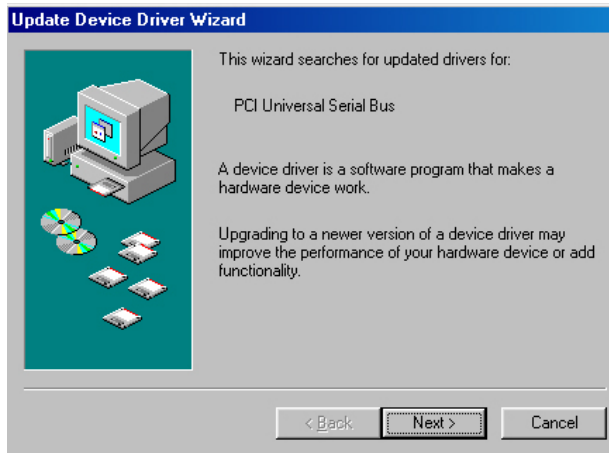 Update Device Driver Wizard
This wizard searches for updated drivers for:
PCI Universal Serial Bus
A device driver is a software program that makes a
hardware device work.
Upgrading to a newer version of a device driver may
improve the performance of your hardware device or add
functionality.
< Back
Next >
Cancel